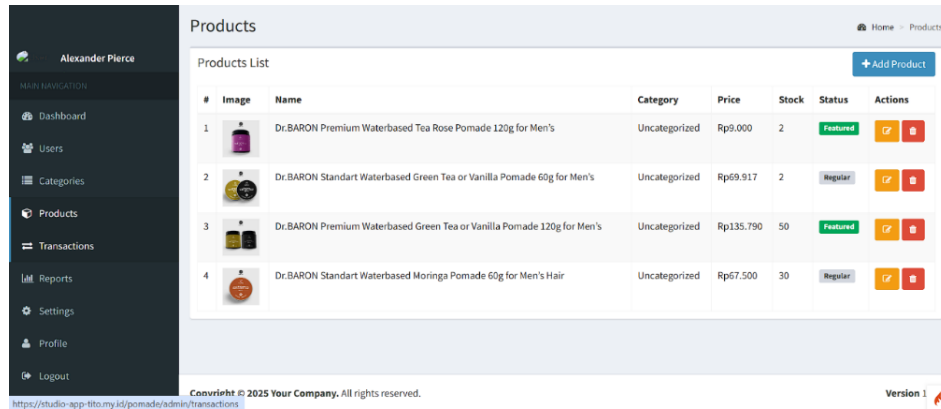 Products
Home > Products
Alexander Pierce
MAIN NAVIGATION
Dashboard
Users
Categories
Products
Transactions
Reports
Settings
Profile
Logout
Products List
+ Add Product
# Image Name Category Price Stock Status Actions
1 Dr.BARON Premium Waterbased Tea Rose Pomade 120g for Men's Uncategorized Rp9.000 2 Featured
2 Dr.BARON Standart Waterbased Green Tea or Vanilla Pomade 60g for Men's Uncategorized Rp69.917 2 Regular
3 Dr.BARON Premium Waterbased Green Tea or Vanilla Pomade 120g for Men's Uncategorized Rp135.790 50 Featured
4 Dr.BARON Standart Waterbased Moringa Pomade 60g for Men's Hair Uncategorized Rp67.500 30 Regular
Copyright © 2025 Your Company. All rights reserved.
Version 1
https://studio-app-tito.my.id/pomade/admin/transactions